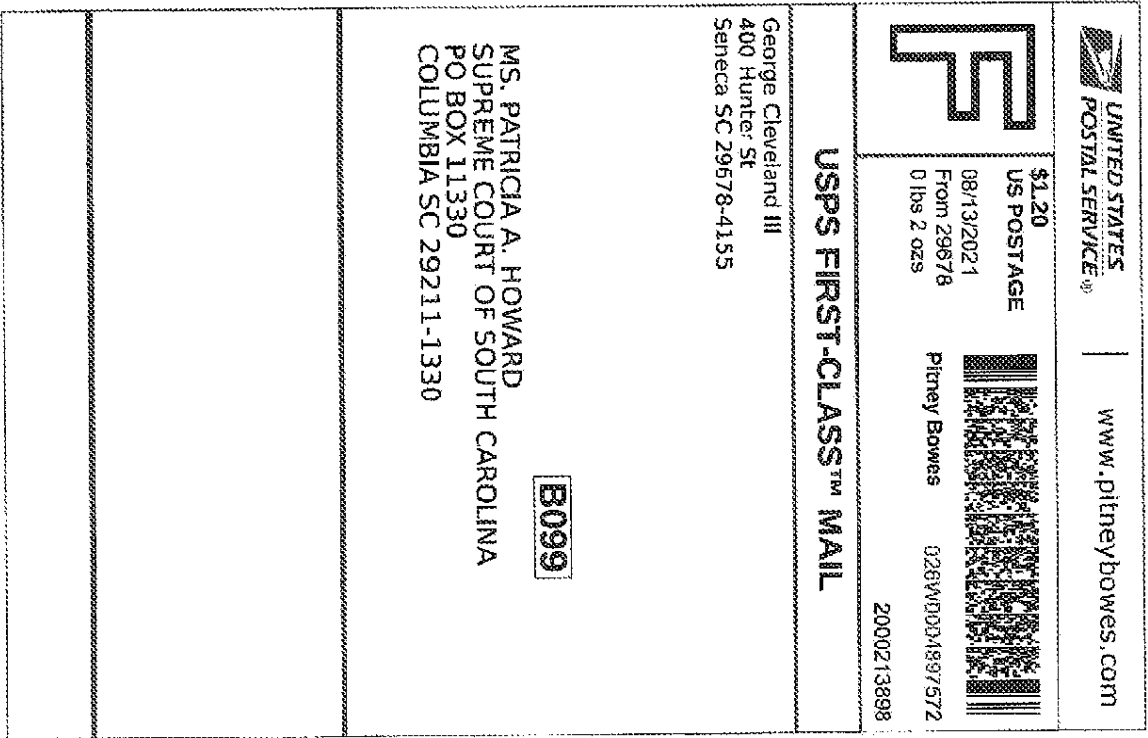 UNITED STATES
POSTAL SERVICE®
www.pitneybowes.com
F
$1.20
US POSTAGE
08/13/2021
From 29678
0 lbs 2 ozs
Pitney Bowes
026W0004897572
2000213898
USPS FIRST-CLASS™ MAIL
George Cleveland III
400 Hunter St
Seneca SC 29678-4155
B099
MS. PATRICIA A. HOWARD
SUPREME COURT OF SOUTH CAROLINA
PO BOX 11330
COLUMBIA SC 29211-1330